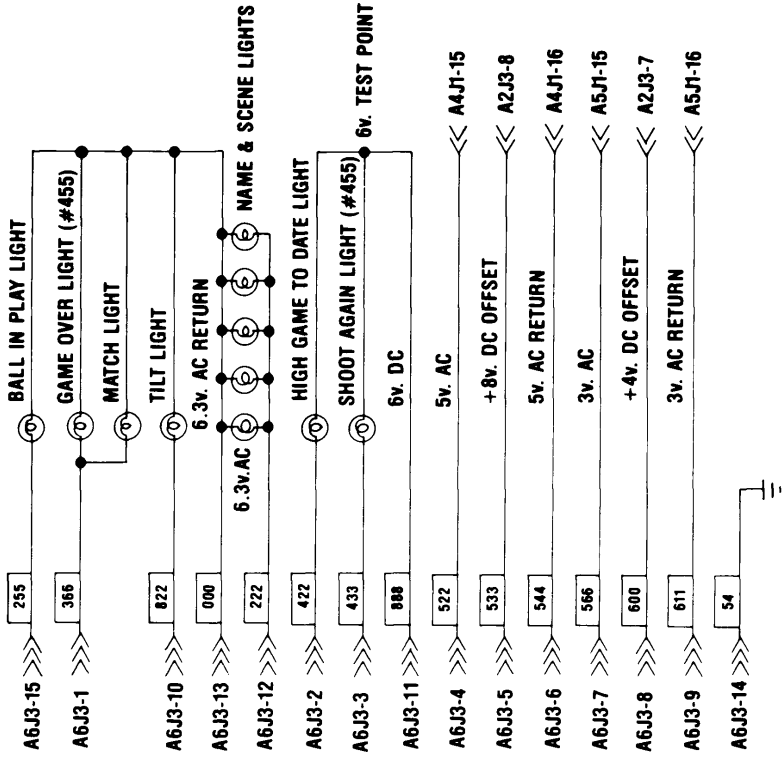 A6J3-15 255 BALL IN PLAY LIGHT
A6J3-1 366 GAME OVER LIGHT (#455)
MATCH LIGHT
A6J3-10 822 TILT LIGHT
A6J3-13 000 6.3v. AC RETURN
NAME & SCENE LIGHTS
A6J3-12 222 6.3v.AC
A6J3-2 422 HIGH GAME TO DATE LIGHT
A6J3-3 433 SHOOT AGAIN LIGHT (#455) 6v. TEST POINT
A6J3-11 888 6v. DC
A6J3-4 522 5v. AC A4J1-15
A6J3-5 533 +8v. DC OFFSET A2J3-8
A6J3-6 544 5v. AC RETURN A4J1-16
A6J3-7 566 3v. AC A5J1-15
A6J3-8 600 +4v. DC OFFSET A2J3-7
A6J3-9 611 3v. AC RETURN A5J1-16
A6J3-14 54